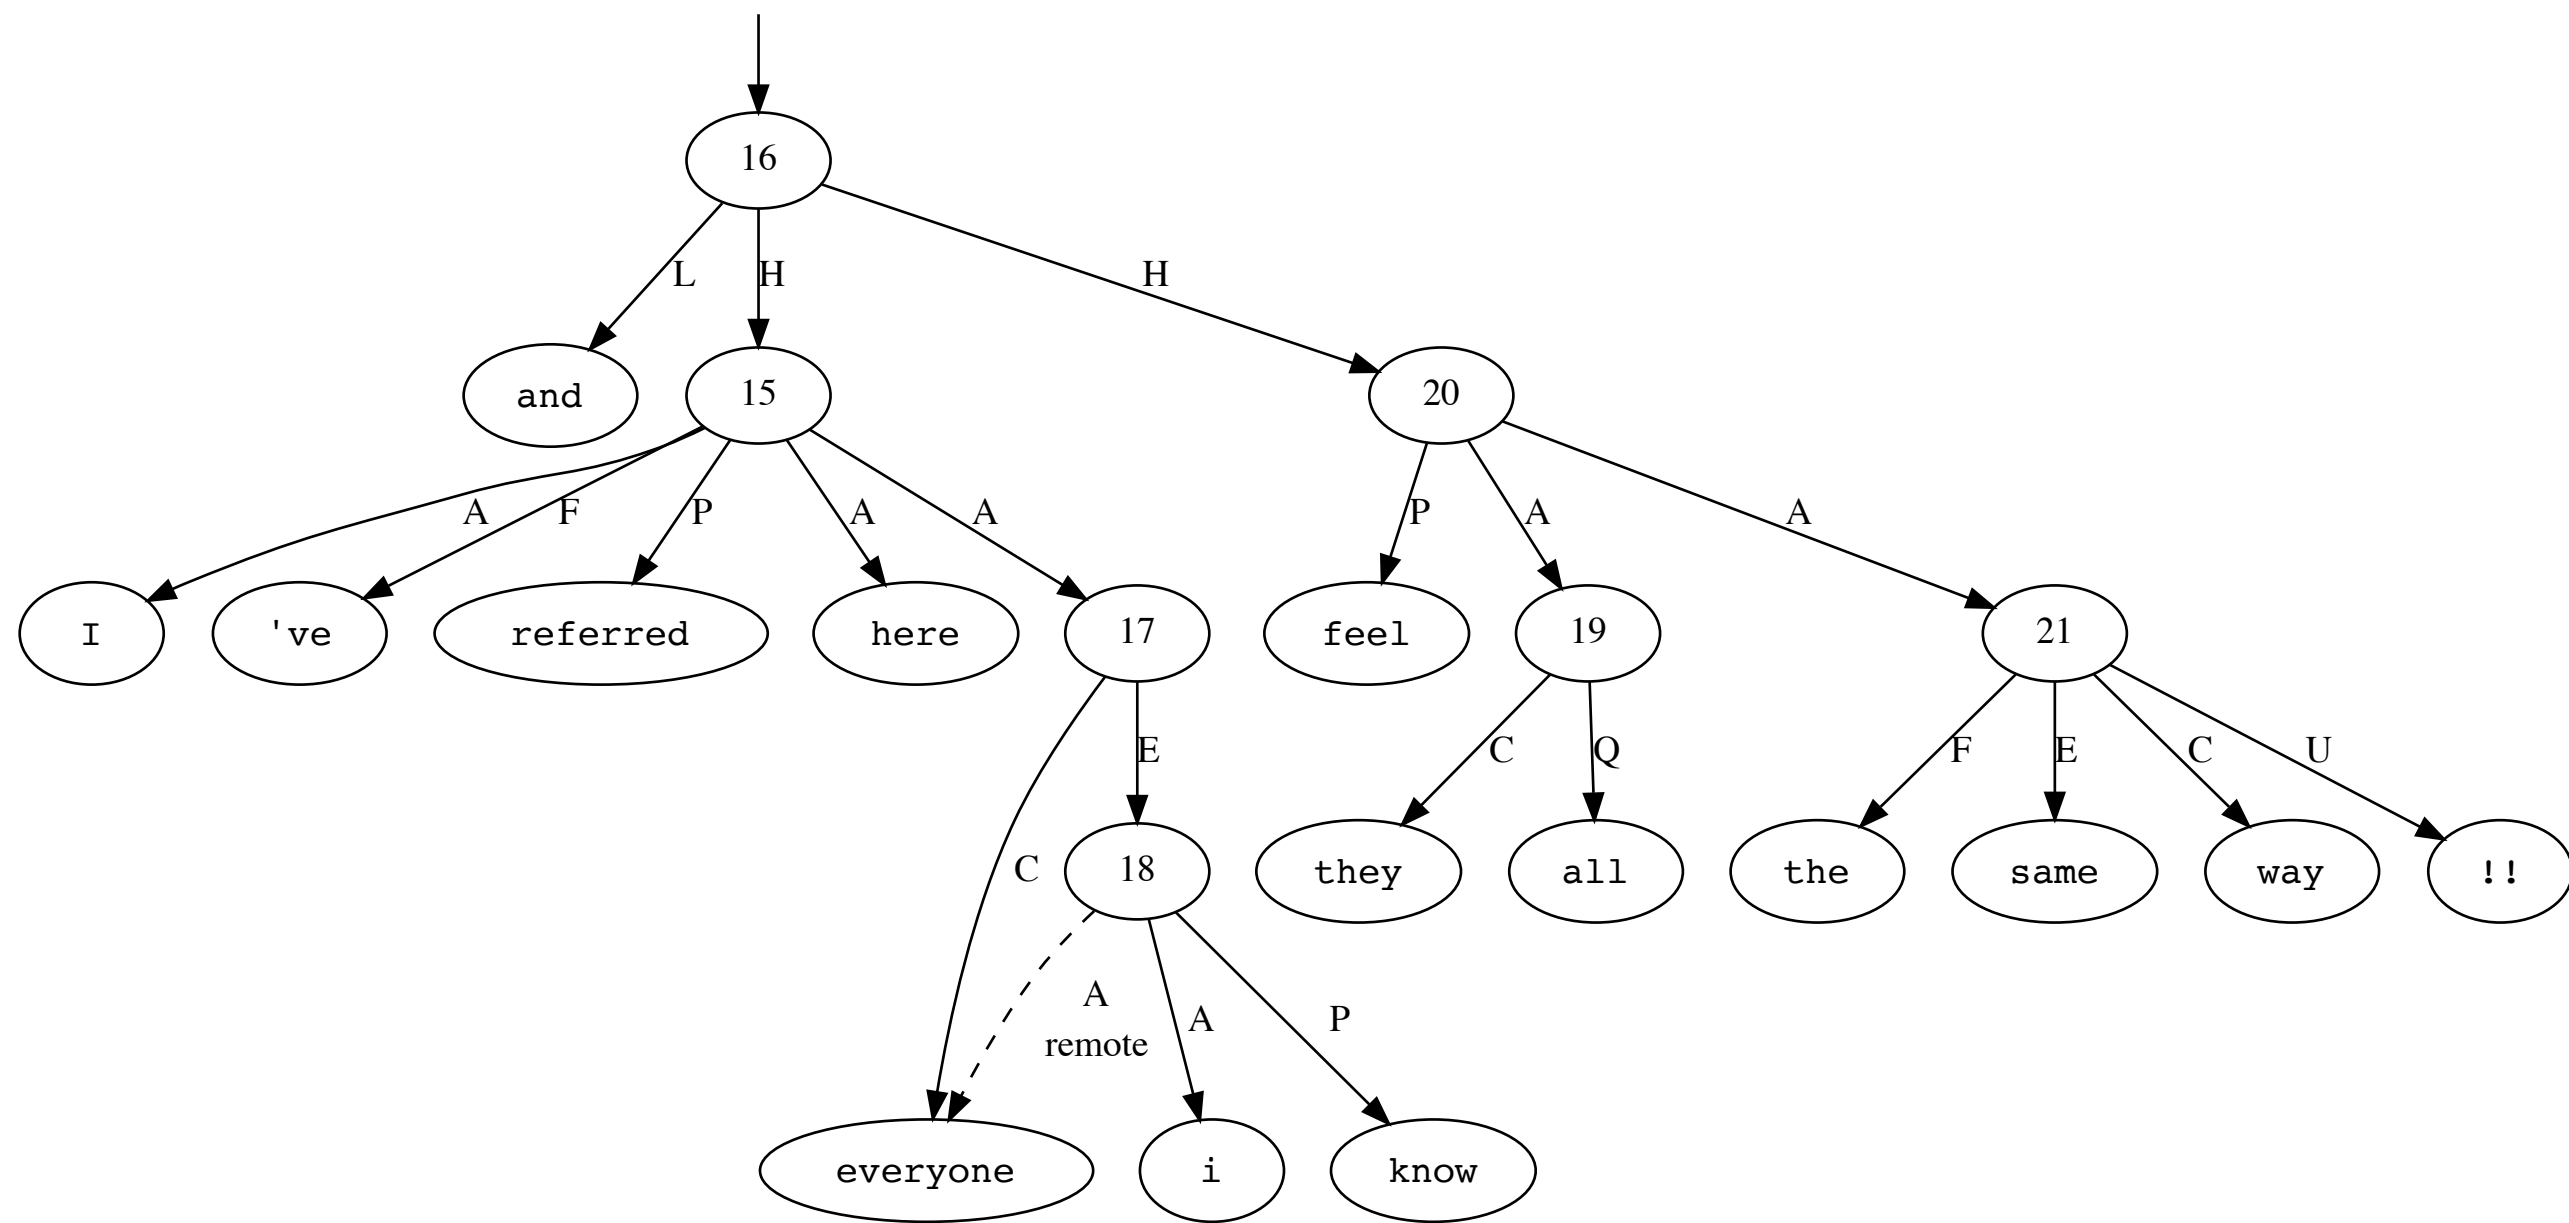 16
L H H
and 15 20
A F P A A P A A
I 've referred here 17 feel 19 21
E C Q F E C U
C 18 they all the same way !!
A A P
remote
everyone i know